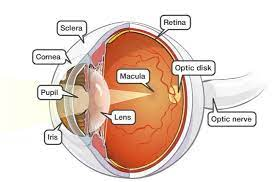 Sclera
Retina
Cornea
Optic disk
Macula
Pupil
Lens
Optic nerve
Iris